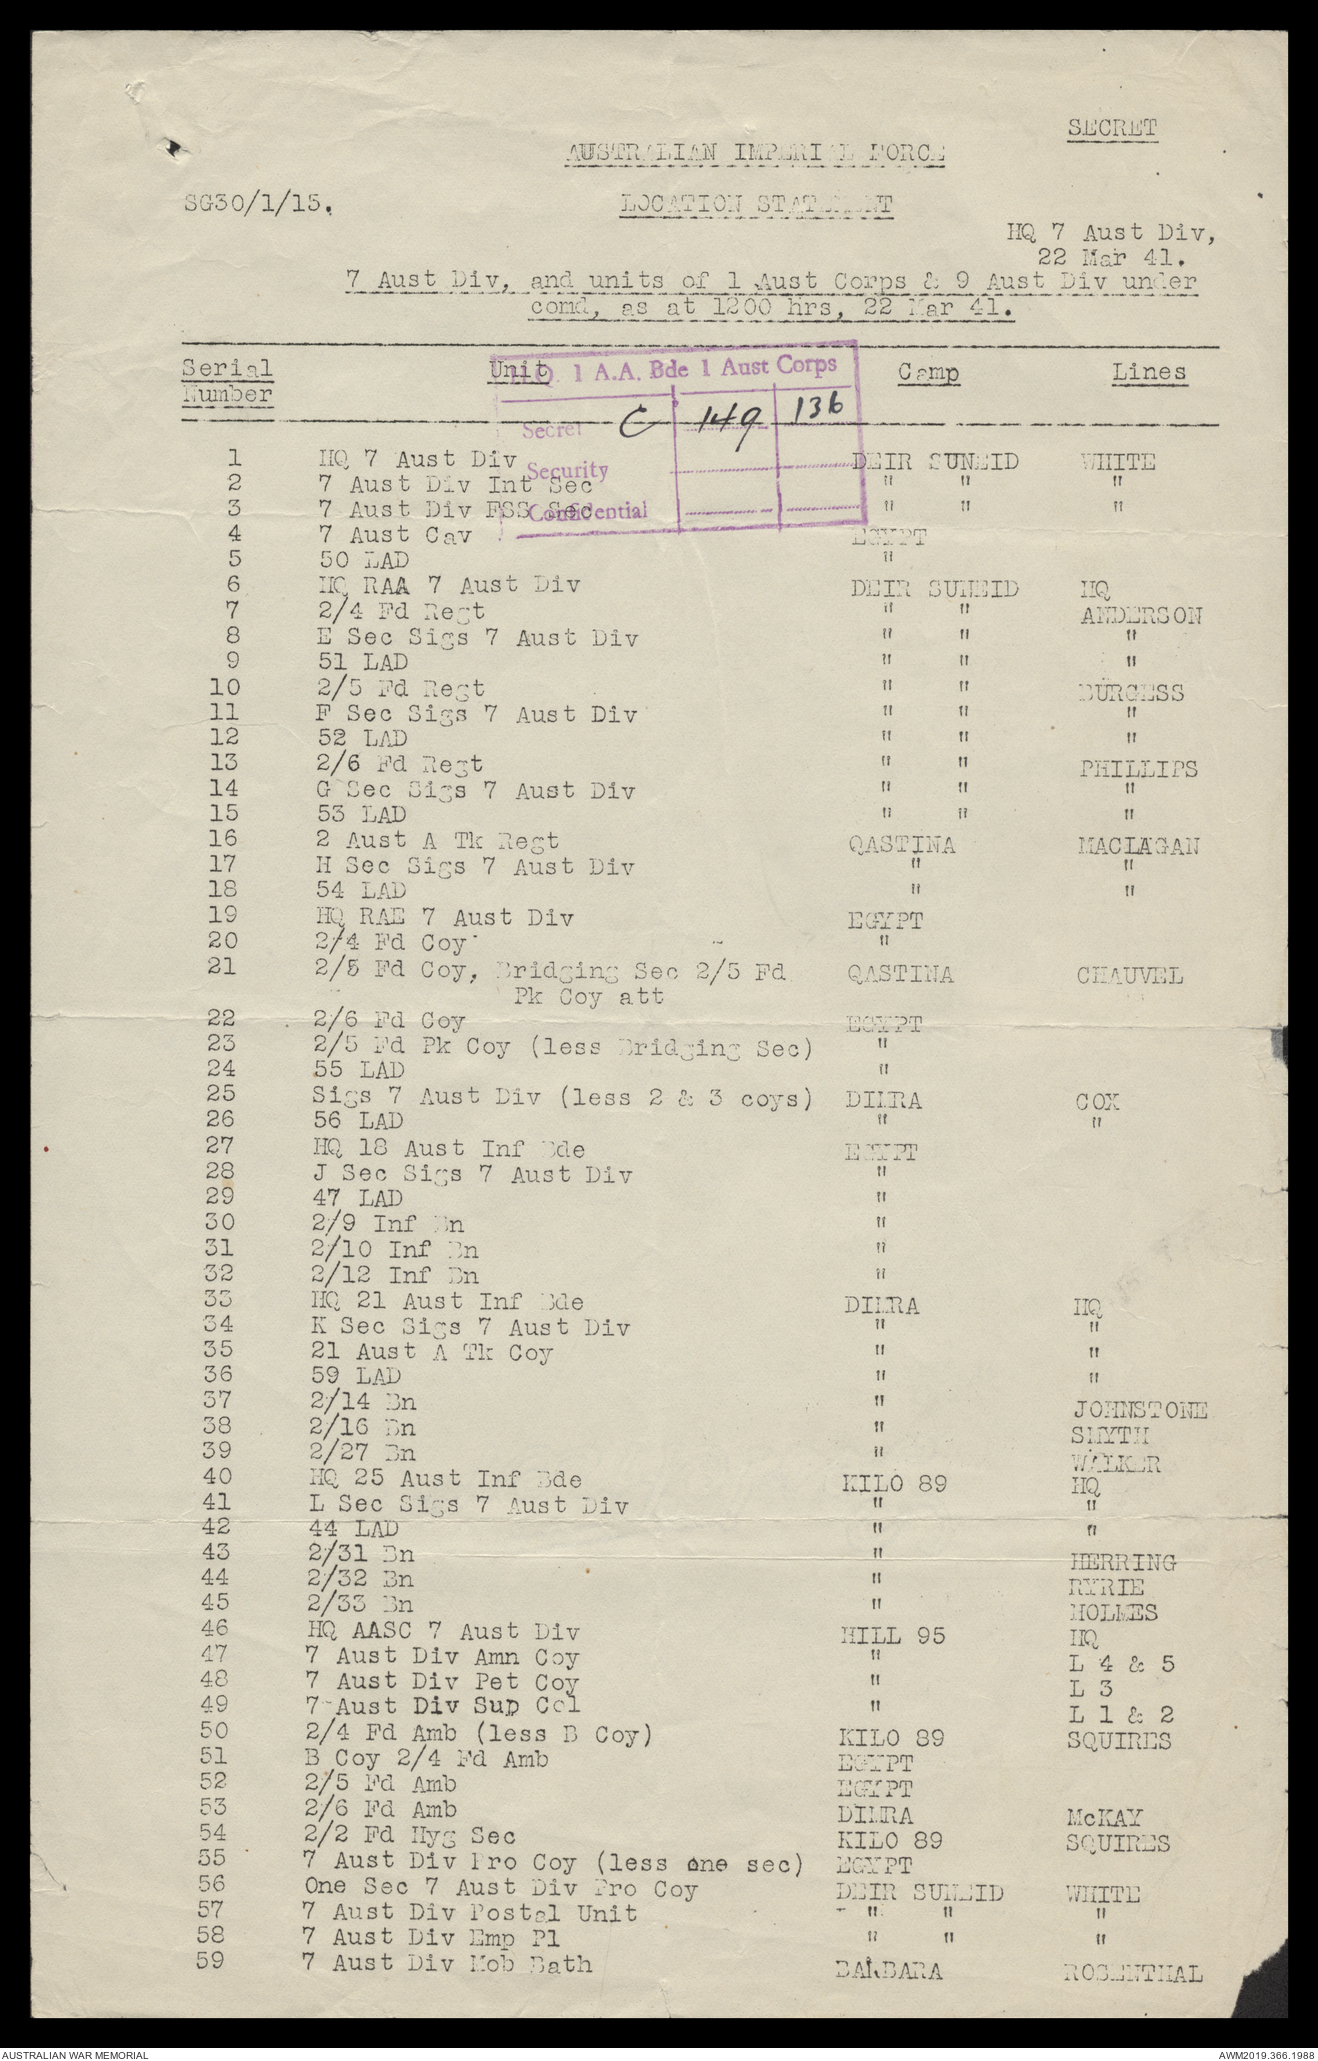 SECRET
AUSTRALIAN IMPERIAL FORCE
SG30/1/15.
LOCATION STATEMENT
HQ 7 Aust Div,
22 Mar 41.
7 Aust Div, and units of 1 Aust Corps & 9 Aust Div under
comd, as at 1200 hrs, 22 Mar 41.
Serial Number Unit Camp Lines
H.Q. 1 A.A. Bde 1 Aust Corps
Secret C 149 136
Security
Confidential
1 HQ 7 Aust Div DEIR SUNEID WHITE
2 7 Aust Div Int Sec " " "
3 7 Aust Div FSS Sec " " "
4 7 Aust Cav EGYPT
5 50 LAD "
6 HQ RAA 7 Aust Div DEIR SUNEID HQ
7 2/4 Fd Regt " " ANDERSON
8 E Sec Sigs 7 Aust Div " " "
9 51 LAD " " "
10 2/5 Fd Regt " " BURGESS
11 F Sec Sigs 7 Aust Div " " "
12 52 LAD " " "
13 2/6 Fd Regt " " PHILLIPS
14 G Sec Sigs 7 Aust Div " " "
15 53 LAD " " "
16 2 Aust A Tk Regt QASTINA MACLAGAN
17 H Sec Sigs 7 Aust Div " "
18 54 LAD " "
19 HQ RAE 7 Aust Div EGYPT
20 2/4 Fd Coy "
21 2/5 Fd Coy, Bridging Sec 2/5 Fd QASTINA CHAUVEL
Pk Coy att
22 2/6 Fd Coy EGYPT
23 2/5 Fd Pk Coy (less Bridging Sec) "
24 55 LAD "
25 Sigs 7 Aust Div (less 2 & 3 coys) DIMRA COX
26 56 LAD " "
27 HQ 18 Aust Inf Bde EGYPT
28 J Sec Sigs 7 Aust Div "
29 47 LAD "
30 2/9 Inf Bn "
31 2/10 Inf Bn "
32 2/12 Inf Bn "
33 HQ 21 Aust Inf Bde DIMRA HQ
34 K Sec Sigs 7 Aust Div " "
35 21 Aust A Tk Coy " "
36 59 LAD " "
37 2/14 Bn " JOHNSTONE
38 2/16 Bn " SMYTH
39 2/27 Bn " WALKER
40 HQ 25 Aust Inf Bde KILO 89 HQ
41 L Sec Sigs 7 Aust Div " "
42 44 LAD " "
43 2/31 Bn " HERRING
44 2/32 Bn " RYRIE
45 2/33 Bn " HOLMES
46 HQ AASC 7 Aust Div HILL 95 HQ
47 7 Aust Div Amn Coy " L 4 & 5
48 7 Aust Div Pet Coy " L 3
49 7 Aust Div Sup Col " L 1 & 2
50 2/4 Fd Amb (less B Coy) KILO 89 SQUIRES
51 B Coy 2/4 Fd Amb EGYPT
52 2/5 Fd Amb EGYPT
53 2/6 Fd Amb DIMRA McKAY
54 2/2 Fd Hyg Sec KILO 89 SQUIRES
55 7 Aust Div Pro Coy (less one sec) EGYPT
56 One Sec 7 Aust Div Pro Coy DEIR SUNEID WHITE
57 7 Aust Div Postal Unit " " "
58 7 Aust Div Emp Pl " " "
59 7 Aust Div Mob Bath BARBARA ROSENTHAL
AUSTRALIAN WAR MEMORIAL AWM2019.366.1988